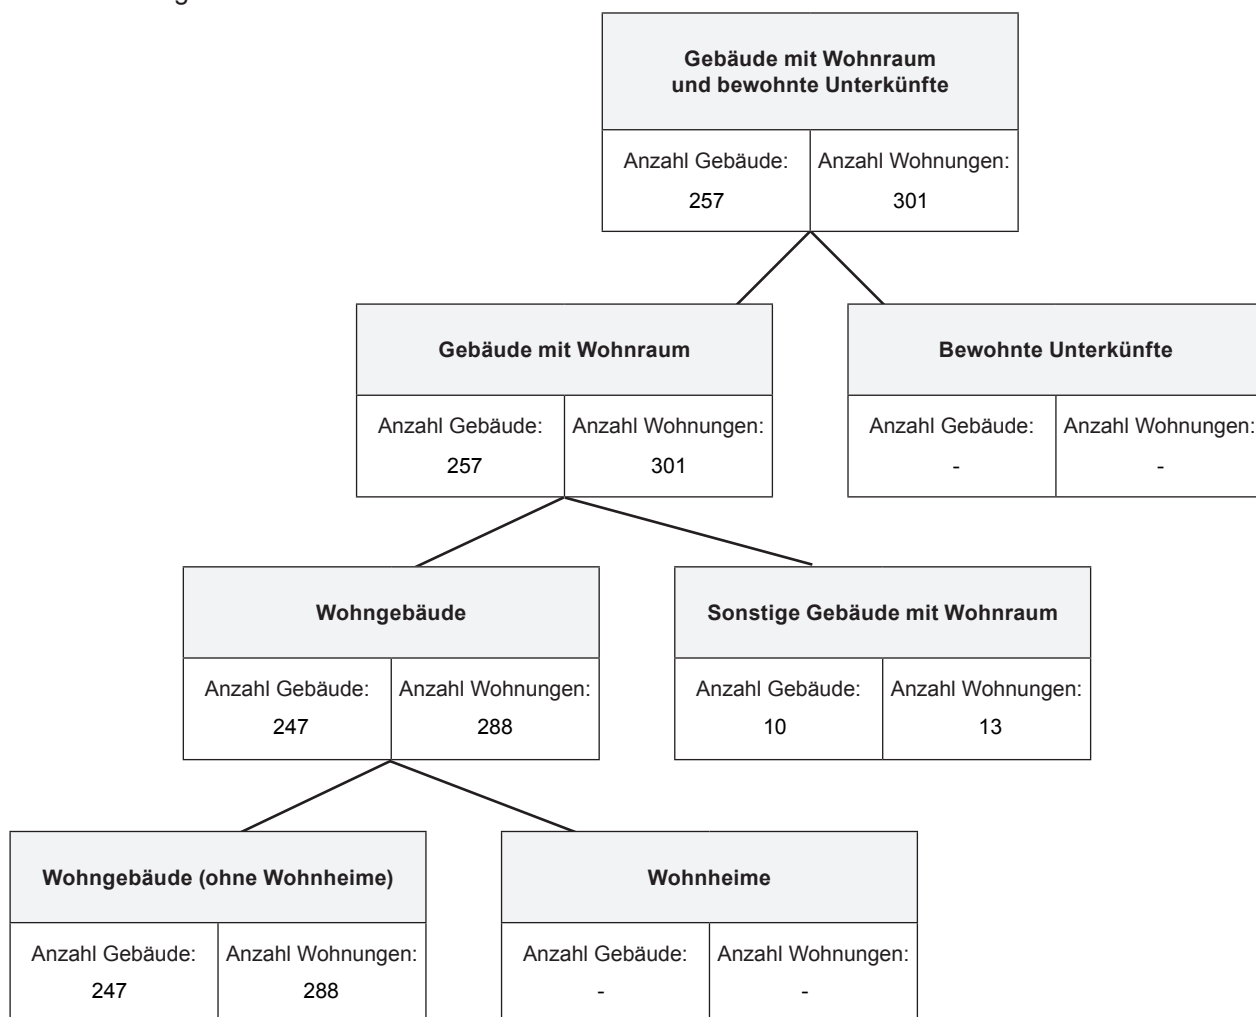 Gebäude mit Wohnraum
und bewohnte Unterkünfte
Anzahl Gebäude: Anzahl Wohnungen:
257 301
Gebäude mit Wohnraum
Bewohnte Unterkünfte
Anzahl Gebäude: Anzahl Wohnungen:
257 301
Anzahl Gebäude: Anzahl Wohnungen:
- -
Wohngebäude
Sonstige Gebäude mit Wohnraum
Anzahl Gebäude: Anzahl Wohnungen:
247 288
Anzahl Gebäude: Anzahl Wohnungen:
10 13
Wohngebäude (ohne Wohnheime)
Wohnheime
Anzahl Gebäude: Anzahl Wohnungen:
247 288
Anzahl Gebäude: Anzahl Wohnungen:
- -